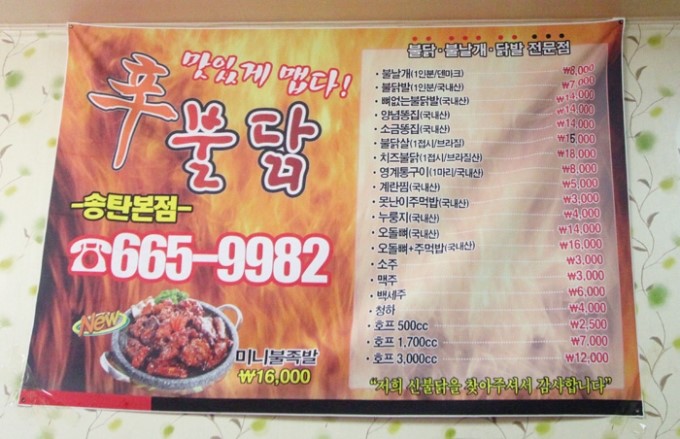 맛있게 맵다!
辛 불닭
-송탄본점-
☎665-9982
New
미니불족발
₩16,000
불닭·불날개·닭발 전문점
·불날개(1인분/덴마크) ₩8,000
·불닭발(1인분/국내산) ₩7,000
·뼈없는불닭발(국내산) ₩14,000
·양념똥집(국내산) ₩14,000
·소금똥집(국내산) ₩14,000
·불닭살(1접시/브라질) ₩15,000
·치즈불닭(1접시/브라질산) ₩18,000
·영계통구이(1마리/국내산) ₩8,000
·계란찜(국내산) ₩5,000
·못난이주먹밥(국내산) ₩3,000
·누룽지(국내산) ₩4,000
·오돌뼈(국내산) ₩14,000
·오돌뼈+주먹밥(국내산) ₩16,000
·소주 ₩3,000
·맥주 ₩3,000
·백세주 ₩6,000
·청하 ₩4,000
·호프 500cc ₩2,500
·호프 1,700cc ₩7,000
·호프 3,000cc ₩12,000
"저희 신불닭을 찾아주셔서 감사합니다"